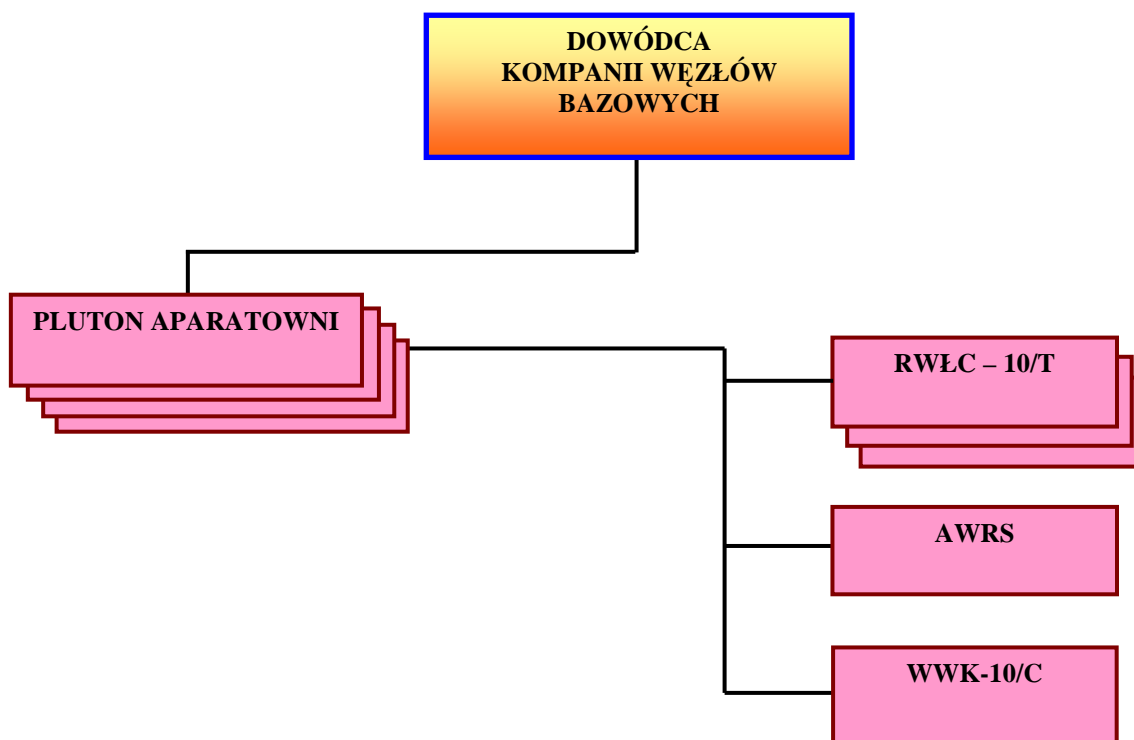 DOWÓDCA
KOMPANII WĘZŁÓW
BAZOWYCH
PLUTON APARATOWNI
RWŁC – 10/T
AWRS
WWK-10/C